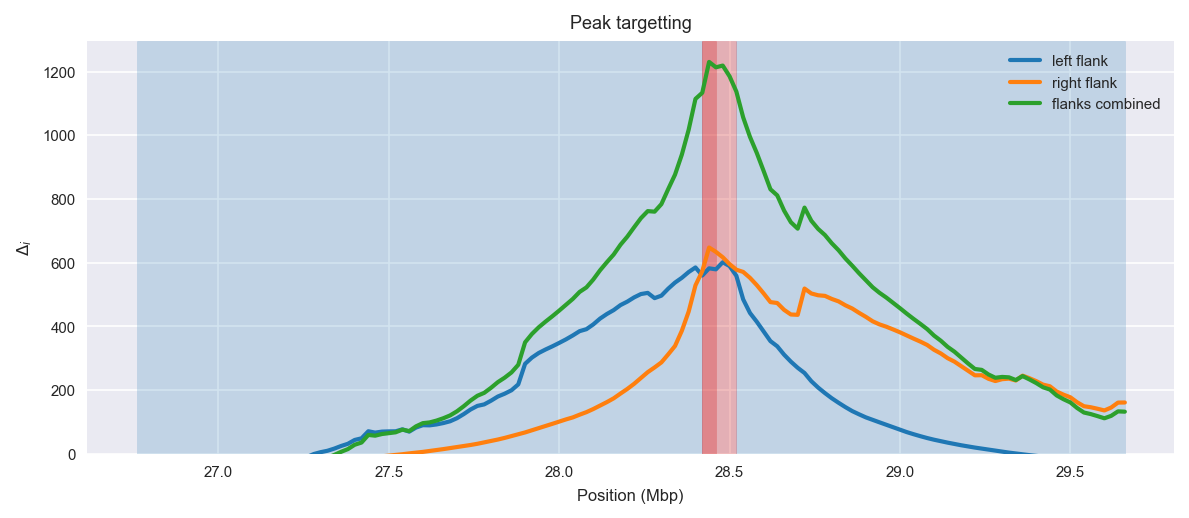 Peak targetting
left flank
right flank
flanks combined
1200
1000
800
600
400
200
0
Δi
27.0 27.5 28.0 28.5 29.0 29.5
Position (Mbp)